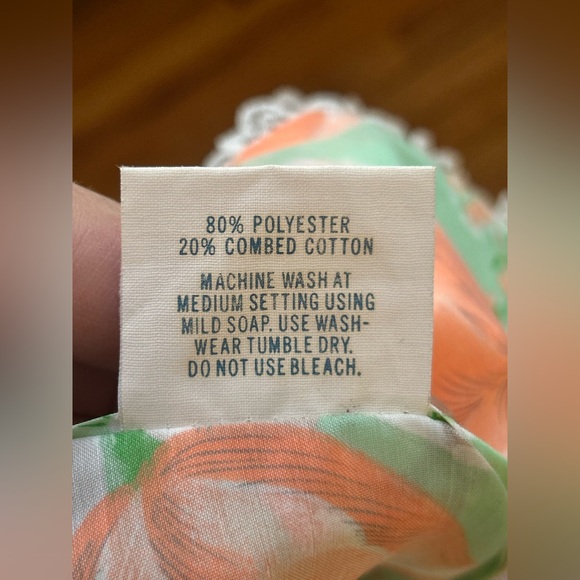 80% POLYESTER
20% COMBED COTTON
MACHINE WASH AT
MEDIUM SETTING USING
MILD SOAP. USE WASH-
WEAR TUMBLE DRY.
DO NOT USE BLEACH.